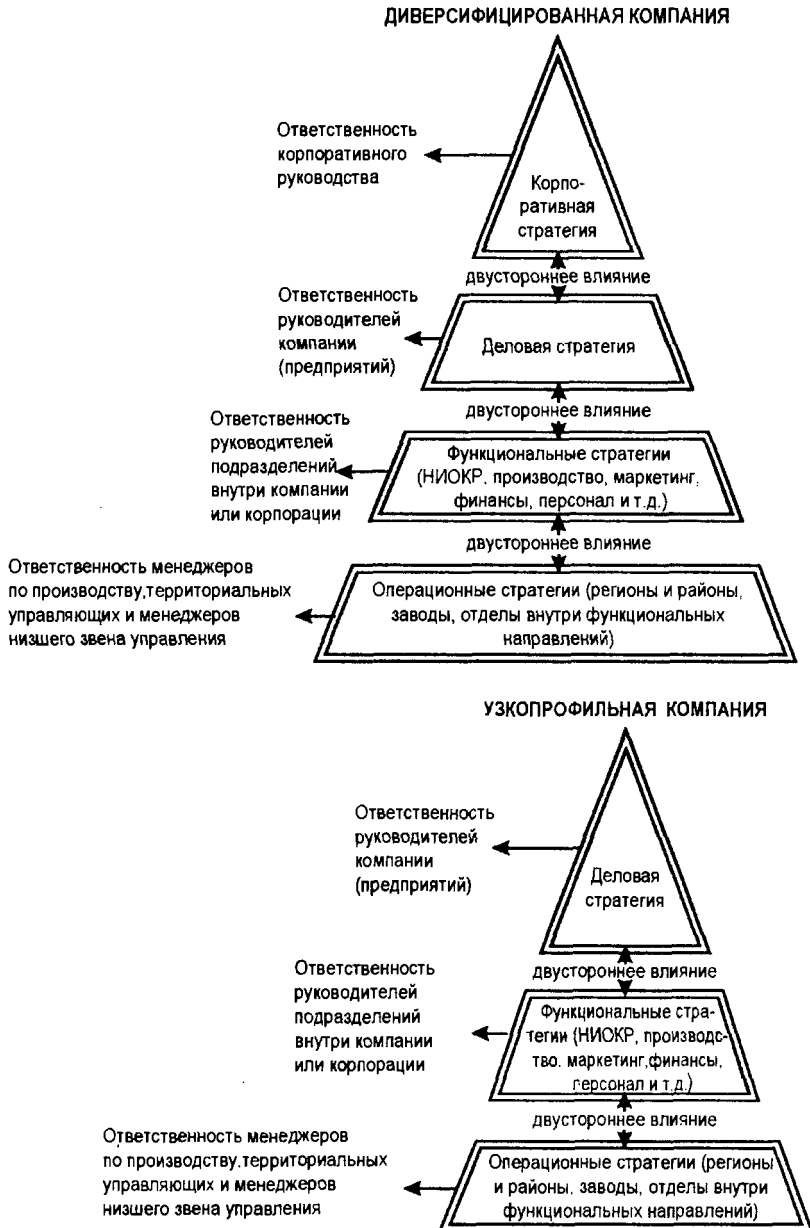 ДИВЕРСИФИЦИРОВАННАЯ КОМПАНИЯ
Ответственность
корпоративного
руководства
Корпо-
ративная
стратегия
двустороннее влияние
Ответственность
руководителей
компании
(предприятий)
Деловая стратегия
двустороннее влияние
Ответственность
руководителей
подразделений
внутри компании
или корпорации
Функциональные стратегии
(НИОКР, производство, маркетинг,
финансы, персонал и т.д.)
двустороннее влияние
Ответственность менеджеров
по производству,территориальных
управляющих и менеджеров
низшего звена управления
Операционные стратегии (регионы и районы,
заводы, отделы внутри функциональных
направлений)
УЗКОПРОФИЛЬНАЯ КОМПАНИЯ
Ответственность
руководителей
компании
(предприятий)
Деловая
стратегия
двустороннее влияние
Ответственность
руководителей
подразделений
внутри компании
или корпорации
Функциональные стра-
тегии (НИОКР, производс-
тво. маркетинг,финансы,
персонал и т.д.)
двустороннее влияние
Ответственность менеджеров
по производству.территориальных
управляющих и менеджеров
низшего звена управления
Операционные стратегии (регионы
и районы, заводы, отделы внутри
функциональных направлений)